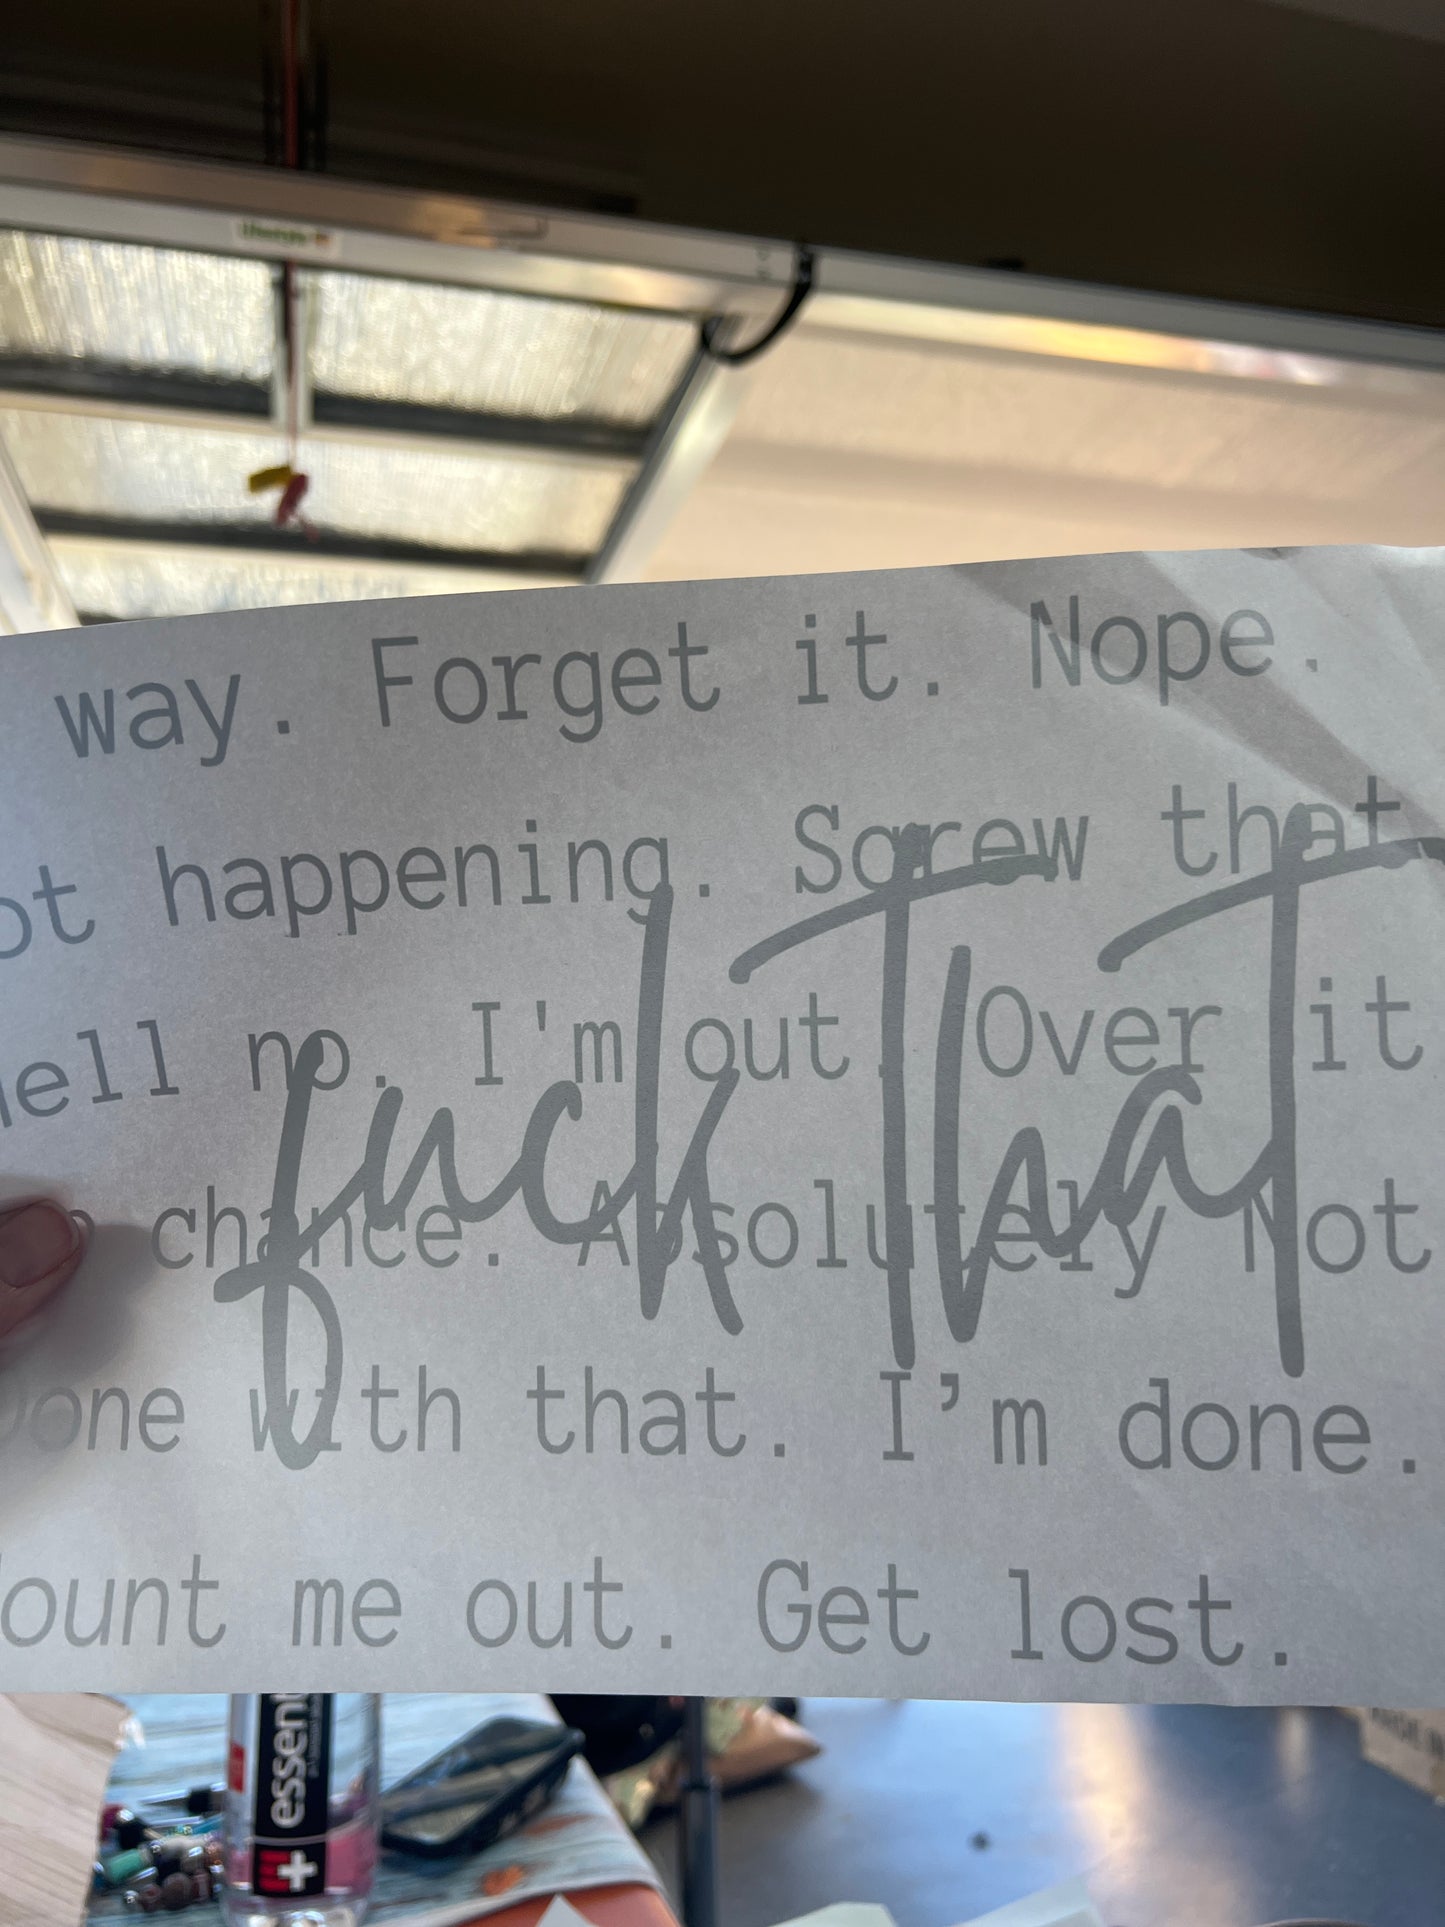 way. Forget it. Nope.
ot happening. Screw that
ell no. I'm out. Over it
chance. Absolutely Not
fuck That
one with that. I’m done.
ount me out. Get lost.
essent